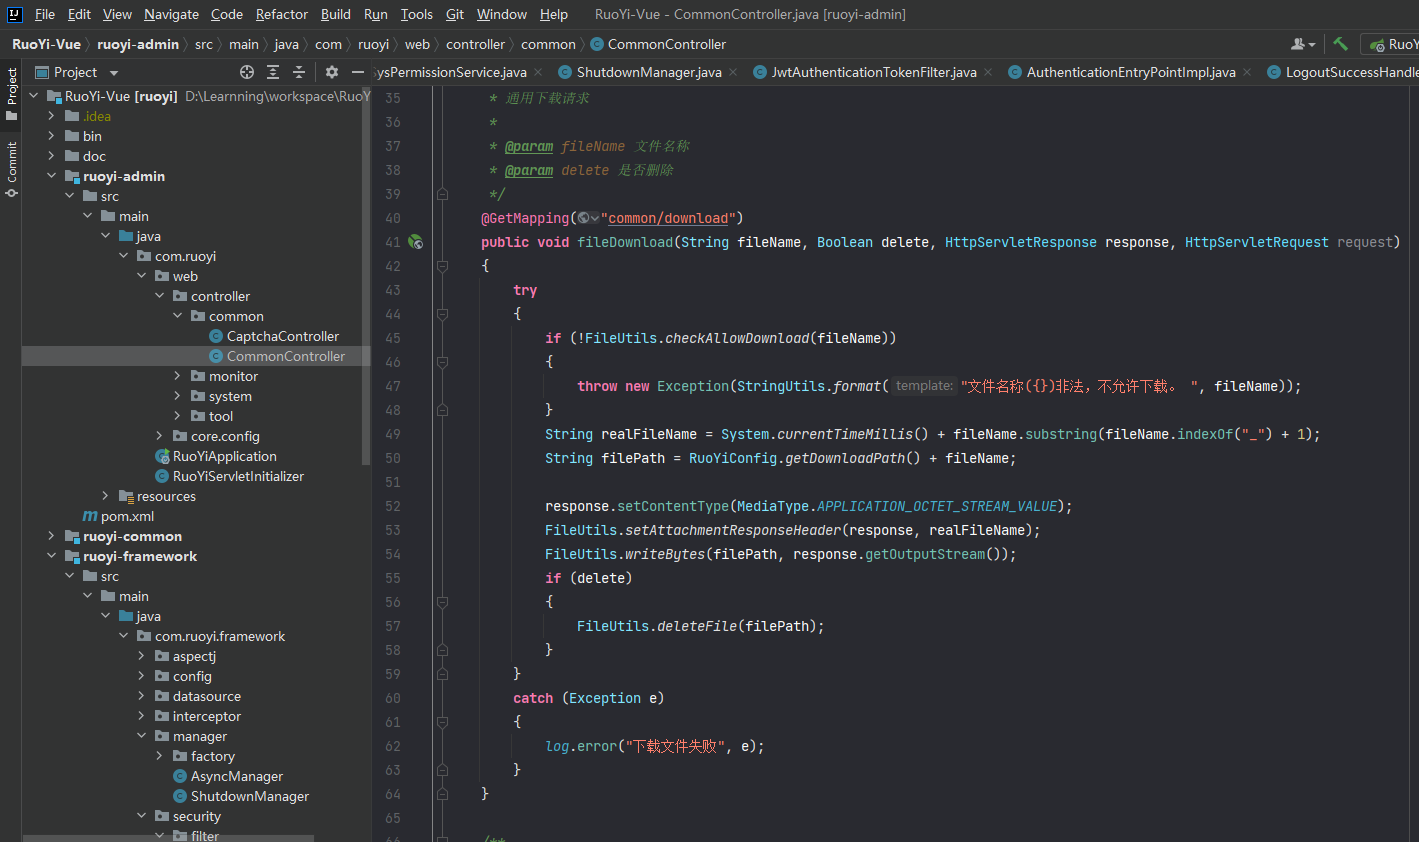 File Edit View Navigate Code Refactor Build Run Tools Git Window Help RuoYi-Vue - CommonController.java [ruoyi-admin]
RuoYi-Vue ruoyi-admin src main java com ruoyi web controller common CommonController RuoY
Project sPermissionService.java ShutdownManager.java JwtAuthenticationTokenFilter.java AuthenticationEntryPointImpl.java LogoutSuccessHandle
Project
Commit
RuoYi-Vue [ruoyi] D:\Learnning\workspace\RuoY
.idea
bin
doc
ruoyi-admin
src
main
java
com.ruoyi
web
controller
common
CaptchaController
CommonController
monitor
system
tool
core.config
RuoYiApplication
RuoYiServletInitializer
resources
pom.xml
ruoyi-common
ruoyi-framework
src
main
java
com.ruoyi.framework
aspectj
config
datasource
interceptor
manager
factory
AsyncManager
ShutdownManager
security
filter
35 * 通用下载请求
36 *
37 * @param fileName 文件名称
38 * @param delete 是否删除
39 */
40 @GetMapping("common/download")
41 public void fileDownload(String fileName, Boolean delete, HttpServletResponse response, HttpServletRequest request)
42 {
43 try
44 {
45 if (!FileUtils.checkAllowDownload(fileName))
46 {
47 throw new Exception(StringUtils.format( template: "文件名称({})非法，不允许下载。 ", fileName));
48 }
49 String realFileName = System.currentTimeMillis() + fileName.substring(fileName.indexOf("_") + 1);
50 String filePath = RuoYiConfig.getDownloadPath() + fileName;
51
52 response.setContentType(MediaType.APPLICATION_OCTET_STREAM_VALUE);
53 FileUtils.setAttachmentResponseHeader(response, realFileName);
54 FileUtils.writeBytes(filePath, response.getOutputStream());
55 if (delete)
56 {
57 FileUtils.deleteFile(filePath);
58 }
59 }
60 catch (Exception e)
61 {
62 log.error("下载文件失败", e);
63 }
64 }
65
66 /**